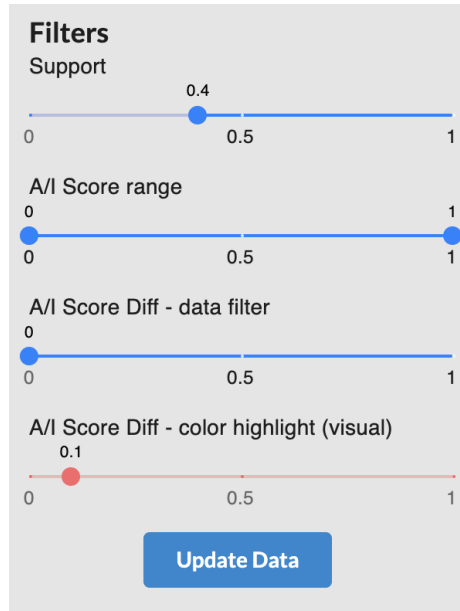 Filters
Support
0.4
0 0.5 1
A/I Score range
0 1
0 0.5 1
A/I Score Diff - data filter
0
0 0.5 1
A/I Score Diff - color highlight (visual)
0.1
0 0.5 1
Update Data